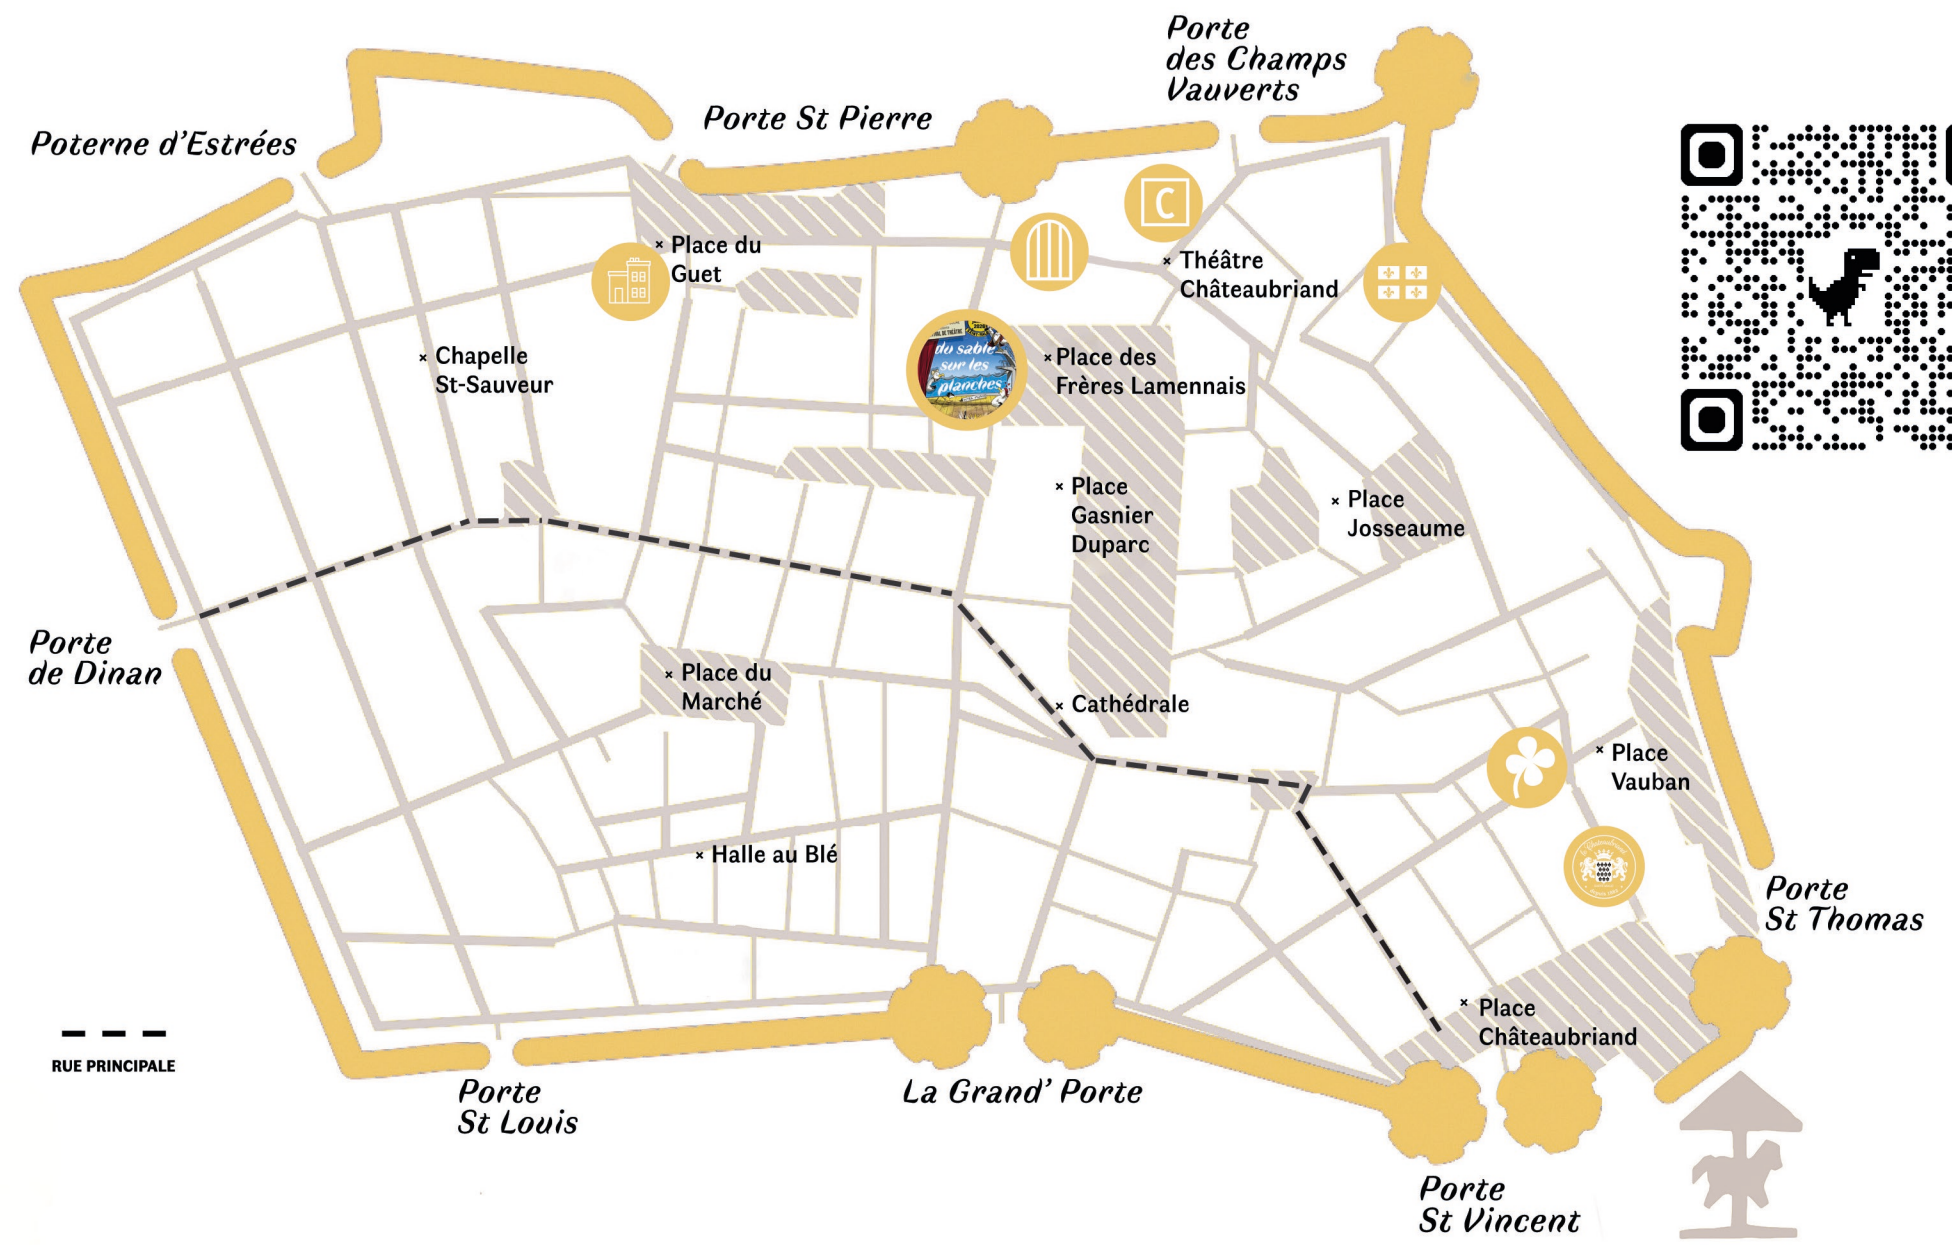 Porte
des Champs
Vauverts
Porte St Pierre
Poterne d'Estrées
C
Place du
Guet
Théâtre
Châteaubriand
du sable
sur les
planches
Place des
Frères Lamennais
Chapelle
St-Sauveur
Place
Gasnier
Duparc
Place
Josseaume
Porte
de Dinan
Place du
Marché
Cathédrale
Place
Vauban
Halle au Blé
Porte
St Thomas
Place
Châteaubriand
RUE PRINCIPALE
Porte
St Louis
La Grand' Porte
Porte
St Vincent